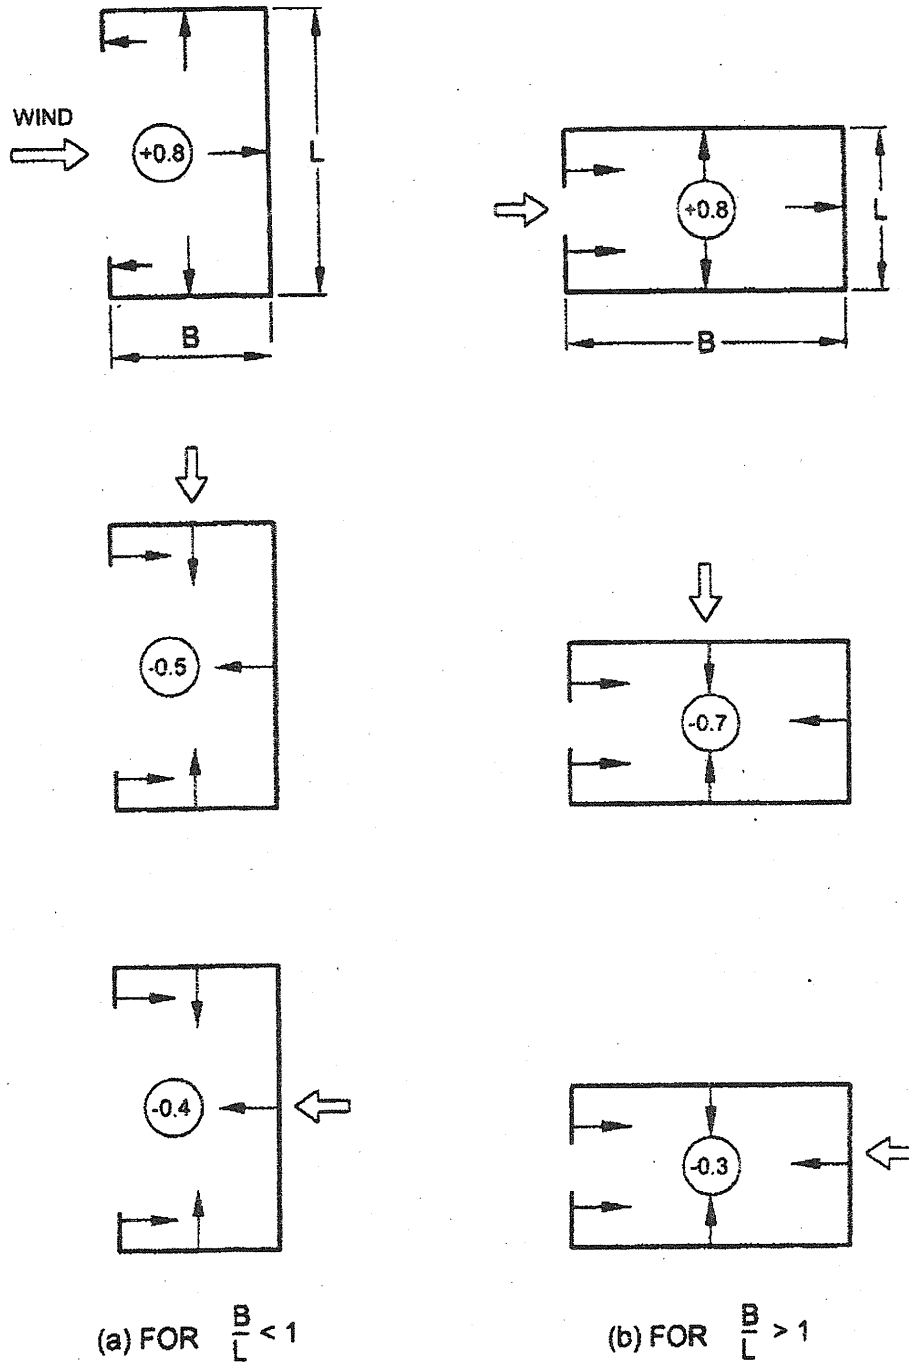 WIND
+0.8
L
B
+0.8
L
B
-0.5
-0.7
-0.4
-0.3
(a) FOR B/L < 1
(b) FOR B/L > 1